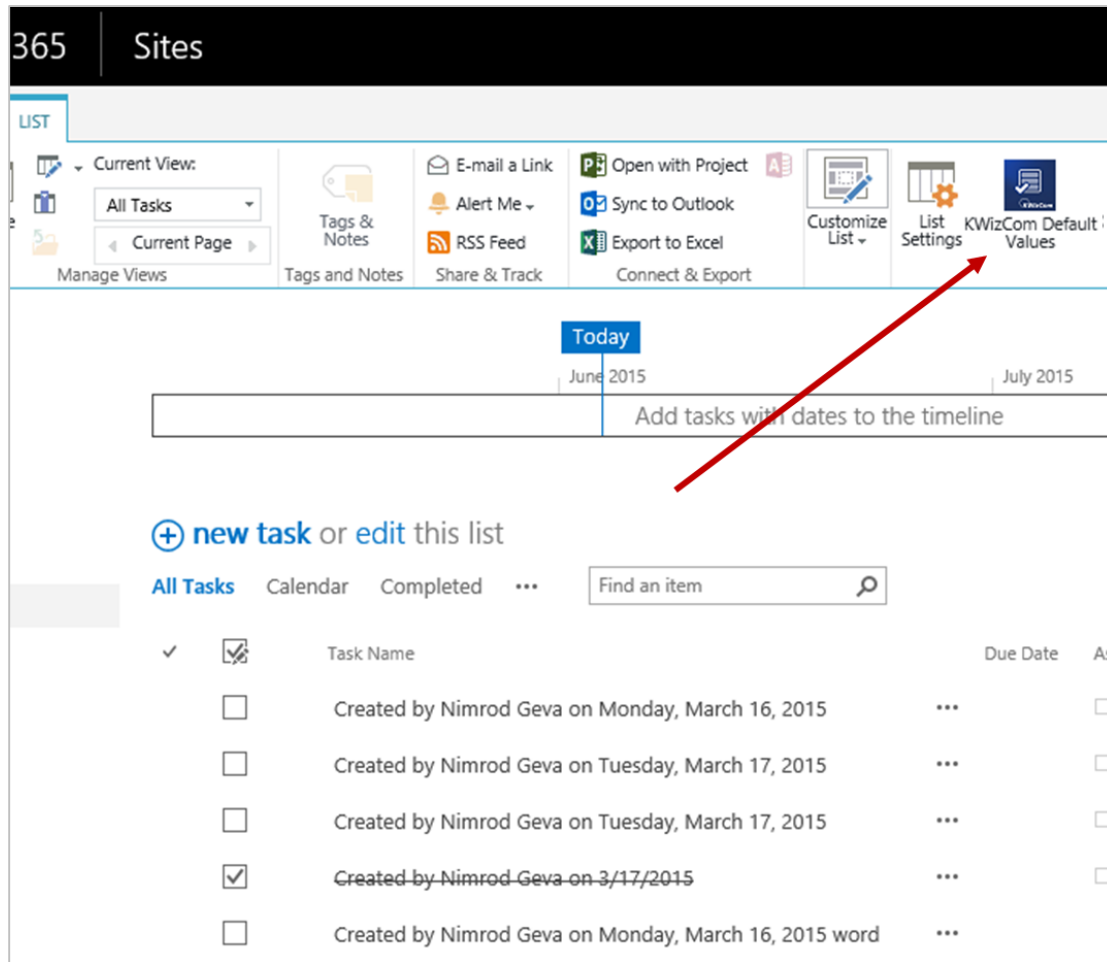 365 Sites
LIST
Current View:
All Tasks
Current Page
Manage Views
Tags &
Notes
Tags and Notes
E-mail a Link
Alert Me
RSS Feed
Share & Track
Open with Project
Sync to Outlook
Export to Excel
Connect & Export
Customize
List
List
Settings
KWizCom
KWizCom Default
Values
Today
June 2015
July 2015
Add tasks with dates to the timeline
new task or edit this list
All Tasks Calendar Completed ••• Find an item
Task Name Due Date
Created by Nimrod Geva on Monday, March 16, 2015 •••
Created by Nimrod Geva on Tuesday, March 17, 2015 •••
Created by Nimrod Geva on Tuesday, March 17, 2015 •••
Created by Nimrod Geva on 3/17/2015 •••
Created by Nimrod Geva on Monday, March 16, 2015 word •••